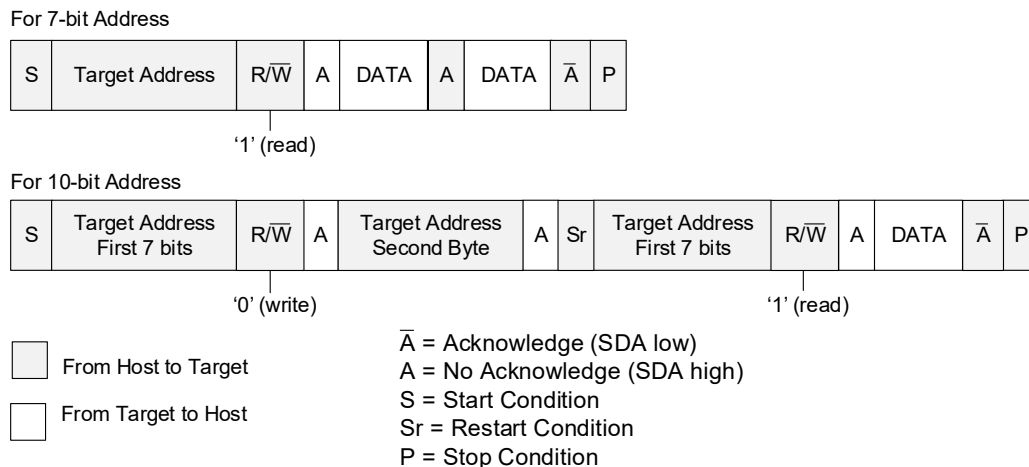 For 7-bit Address
S Target Address R/W̅ A DATA A DATA A̅ P
‘1’ (read)
For 10-bit Address
S Target Address First 7 bits R/W̅ A Target Address Second Byte A Sr Target Address First 7 bits R/W̅ A DATA A̅ P
‘0’ (write) ‘1’ (read)
From Host to Target
From Target to Host
A̅ = Acknowledge (SDA low)
A = No Acknowledge (SDA high)
S = Start Condition
Sr = Restart Condition
P = Stop Condition